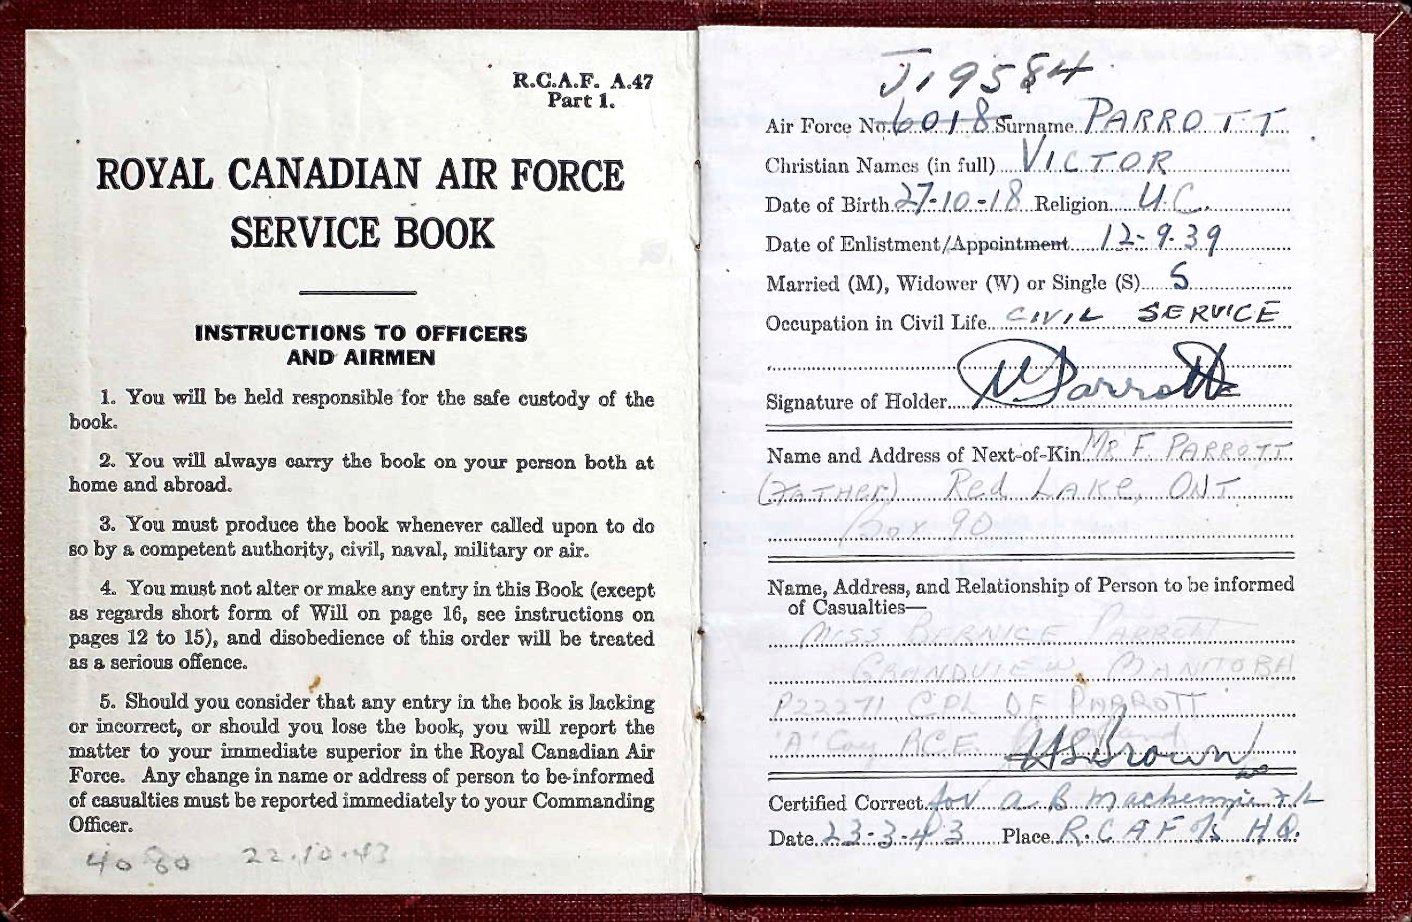 R.C.A.F. A.47
Part 1.
ROYAL CANADIAN AIR FORCE
SERVICE BOOK
INSTRUCTIONS TO OFFICERS
AND AIRMEN
1. You will be held responsible for the safe custody of the
book.
2. You will always carry the book on your person both at
home and abroad.
3. You must produce the book whenever called upon to do
so by a competent authority, civil, naval, military or air.
4. You must not alter or make any entry in this Book (except
as regards short form of Will on page 16, see instructions on
pages 12 to 15), and disobedience of this order will be treated
as a serious offence.
5. Should you consider that any entry in the book is lacking
or incorrect, or should you lose the book, you will report the
matter to your immediate superior in the Royal Canadian Air
Force. Any change in name or address of person to be informed
of casualties must be reported immediately to your Commanding
Officer.
40 80 22.10.43
J19584
Air Force No. 6018 Surname PARROTT
Christian Names (in full) VICTOR
Date of Birth 27-10-18 Religion U.C.
Date of Enlistment/Appointment 12-9-39
Married (M), Widower (W) or Single (S) S
Occupation in Civil Life CIVIL SERVICE
Signature of Holder V Parrott
Name and Address of Next-of-Kin MR F. PARROTT
(FATHER) Red LAKE, ONT
Box 90
Name, Address, and Relationship of Person to be informed
of Casualties—
MISS BERNICE PARROTT
GRANDVIEW MANITOBA
P22271 CPL DF PARROTT
'A' Coy RCE
HSBrown
Certified Correct for A B Mackenzie F/L
Date 23-3-43 Place R.C.A.F. O/S HQ.